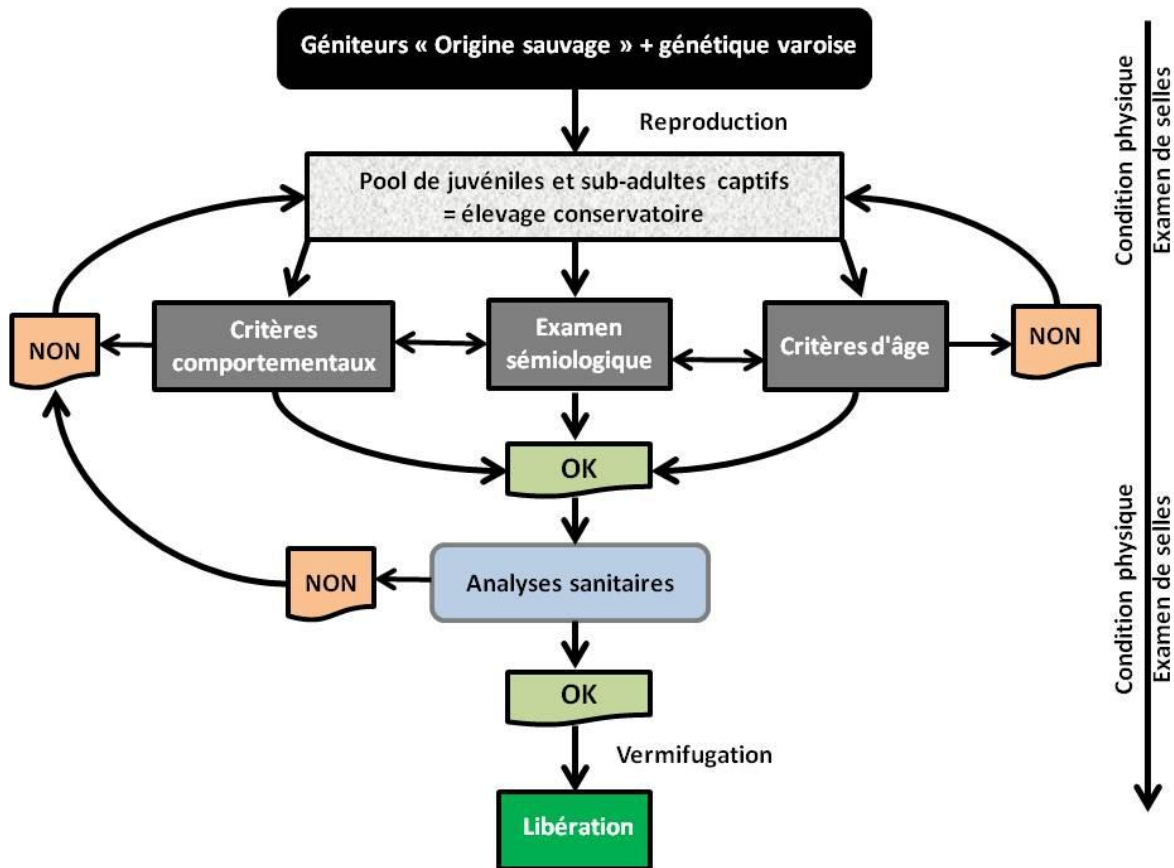 Géniteurs « Origine sauvage » + génétique varoise
Reproduction
Pool de juvéniles et sub-adultes captifs
= élevage conservatoire
NON
Critères
comportementaux
Examen
sémiologique
Critères d'âge
NON
OK
NON
Analyses sanitaires
OK
Vermifugation
Libération
Condition physique
Examen de selles
Condition physique
Examen de selles